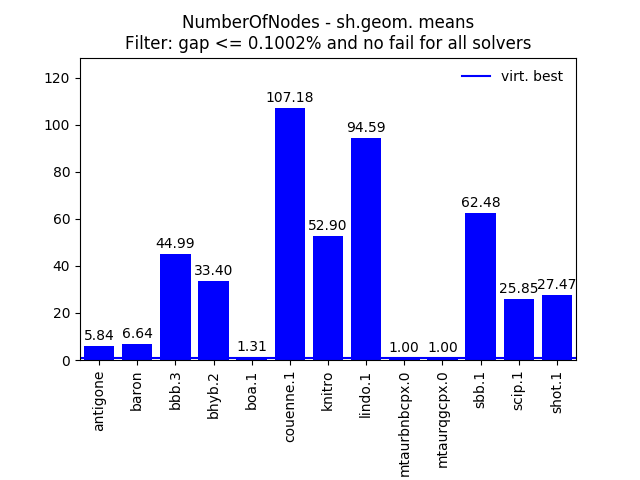 NumberOfNodes - sh.geom. means
Filter: gap <= 0.1002% and no fail for all solvers
virt. best
120
100
80
60
40
20
0
5.84
6.64
44.99
33.40
1.31
107.18
52.90
94.59
1.00
1.00
62.48
25.85
27.47
antigone
baron
bbb.3
bhyb.2
boa.1
couenne.1
knitro
lindo.1
mtaurbnbcpx.0
mtaurqgcpx.0
sbb.1
scip.1
shot.1